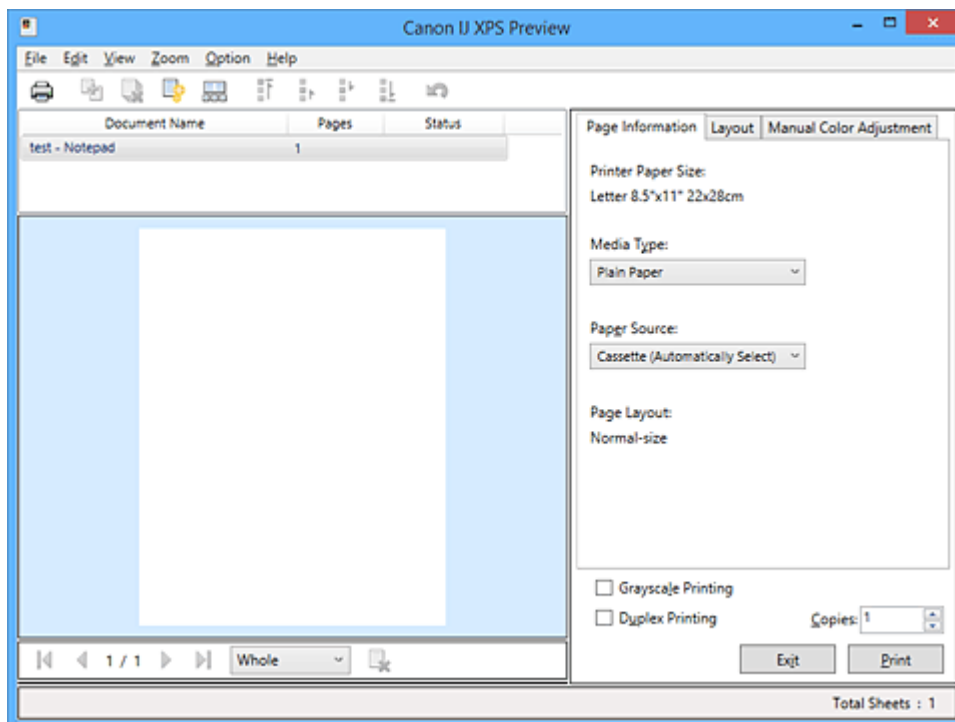 Canon IJ XPS Preview
File Edit View Zoom Option Help
Document Name Pages Status
test - Notepad 1
Page Information Layout Manual Color Adjustment
Printer Paper Size:
Letter 8.5"x11" 22x28cm
Media Type:
Plain Paper
Paper Source:
Cassette (Automatically Select)
Page Layout:
Normal-size
Grayscale Printing
Duplex Printing
Copies: 1
1 / 1 Whole
Exit Print
Total Sheets : 1